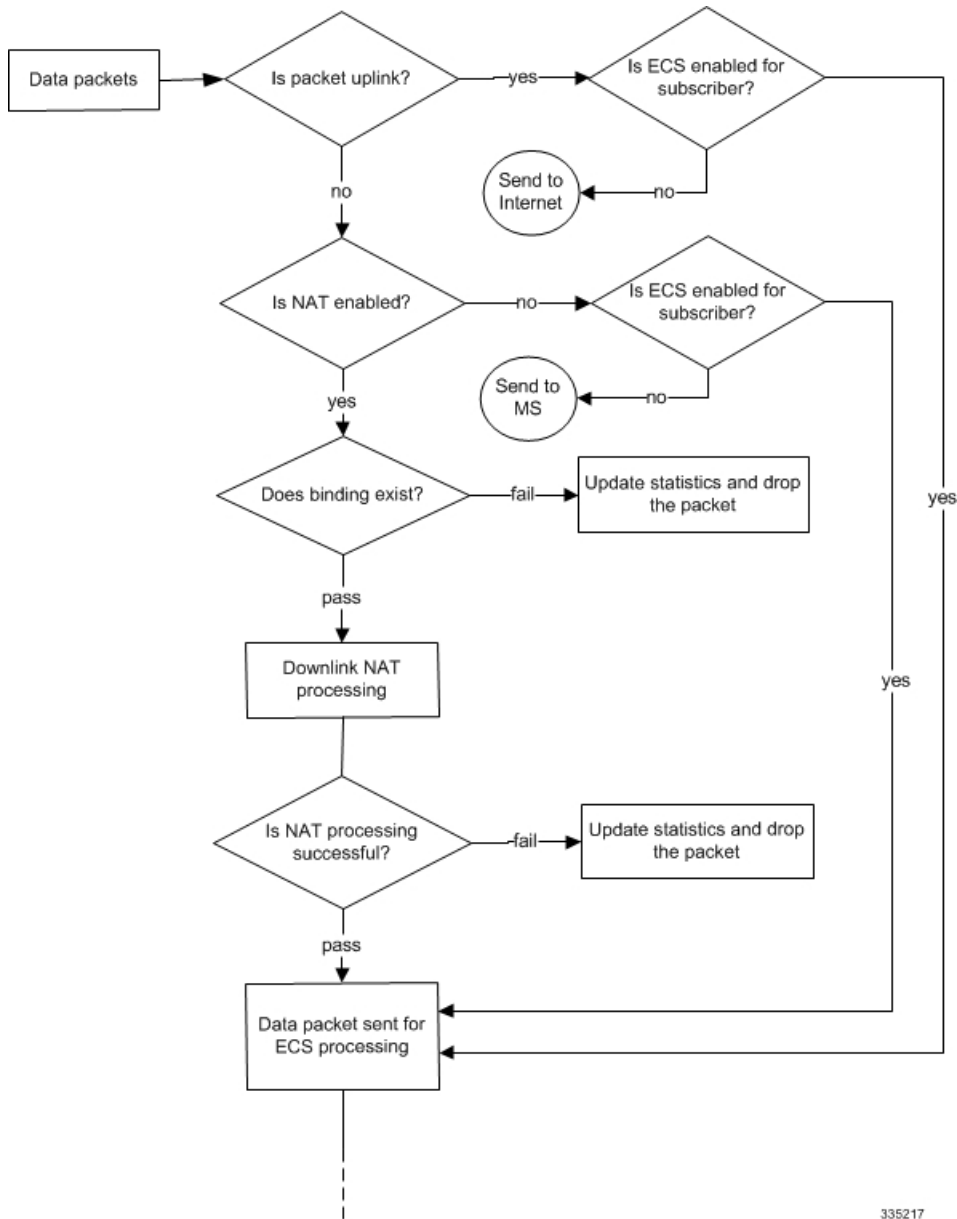 Data packets
Is packet uplink?
yes
Is ECS enabled for
subscriber?
no
Send to
Internet
no
Is NAT enabled?
no
Is ECS enabled for
subscriber?
no
Send to
MS
yes
Does binding exist?
fail
Update statistics and drop
the packet
yes
pass
Downlink NAT
processing
yes
Is NAT processing
successful?
fail
Update statistics and drop
the packet
pass
Data packet sent for
ECS processing
335217